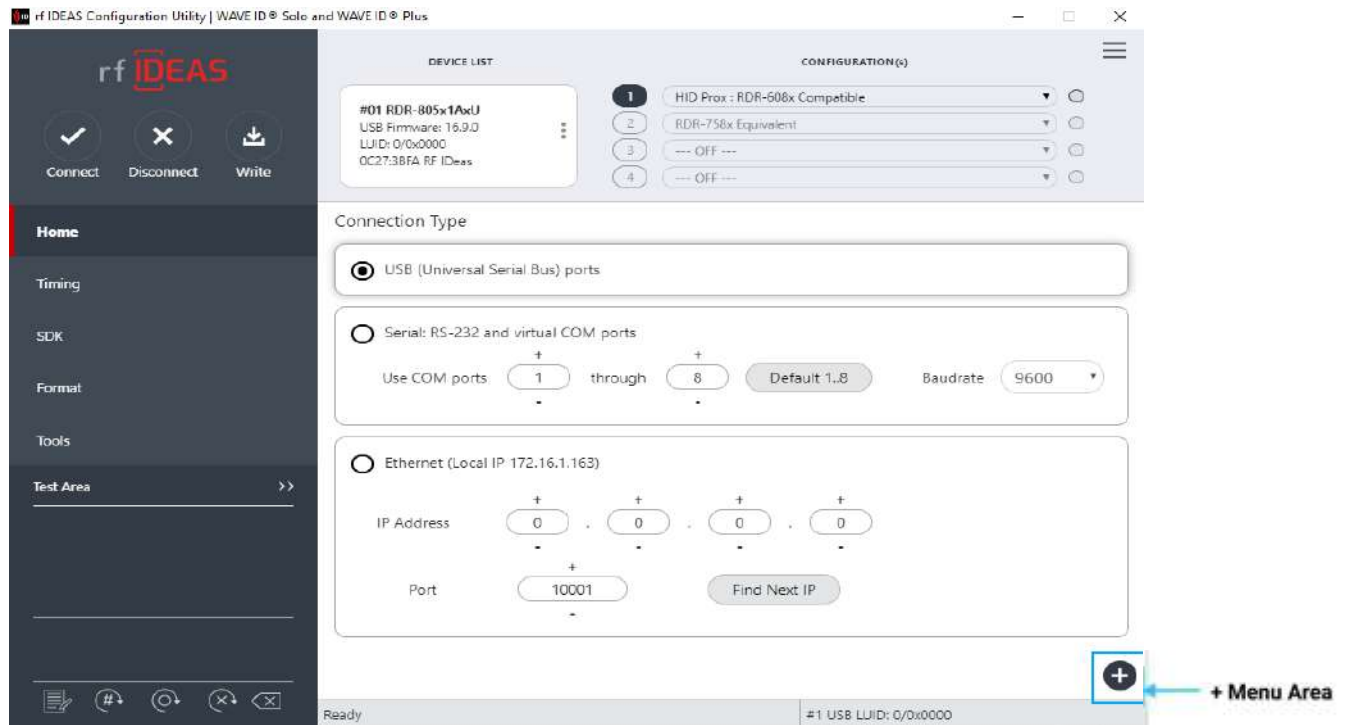 rf IDEAS Configuration Utility | WAVE ID® Solo and WAVE ID® Plus
rf IDEAS
Connect Disconnect Write
Home
Timing
SDK
Format
Tools
Test Area >>
DEVICE LIST
#01 RDR-805x1AxU
USB Firmware: 16.9.0
LUID: 0/0x0000
0C27:3BFA RF IDeas
CONFIGURATION(s)
1 HID Prox : RDR-608x Compatible
2 RDR-758x Equivalent
3 --- OFF ---
4 --- OFF ---
Connection Type
USB (Universal Serial Bus) ports
Serial: RS-232 and virtual COM ports
+ +
Use COM ports 1 through 8 Default 1..8 Baudrate 9600
- -
Ethernet (Local IP 172.16.1.163)
+ + + +
IP Address 0 . 0 . 0 . 0
- - - -
+
Port 10001 Find Next IP
-
+ Menu Area
Ready #1 USB LUID: 0/0x0000